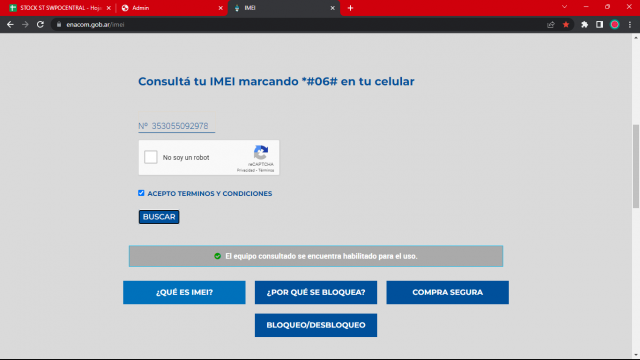 STOCK ST SWPOCENTRAL - Hoja
Admin
IMEI
enacom.gob.ar/imei
Consultá tu IMEI marcando *#06# en tu celular
Nº 353055092978
No soy un robot
reCAPTCHA
Privacidad - Términos
ACEPTO TERMINOS Y CONDICIONES
BUSCAR
El equipo consultado se encuentra habilitado para el uso.
¿QUÉ ES IMEI?
¿POR QUÉ SE BLOQUEA?
COMPRA SEGURA
BLOQUEO/DESBLOQUEO